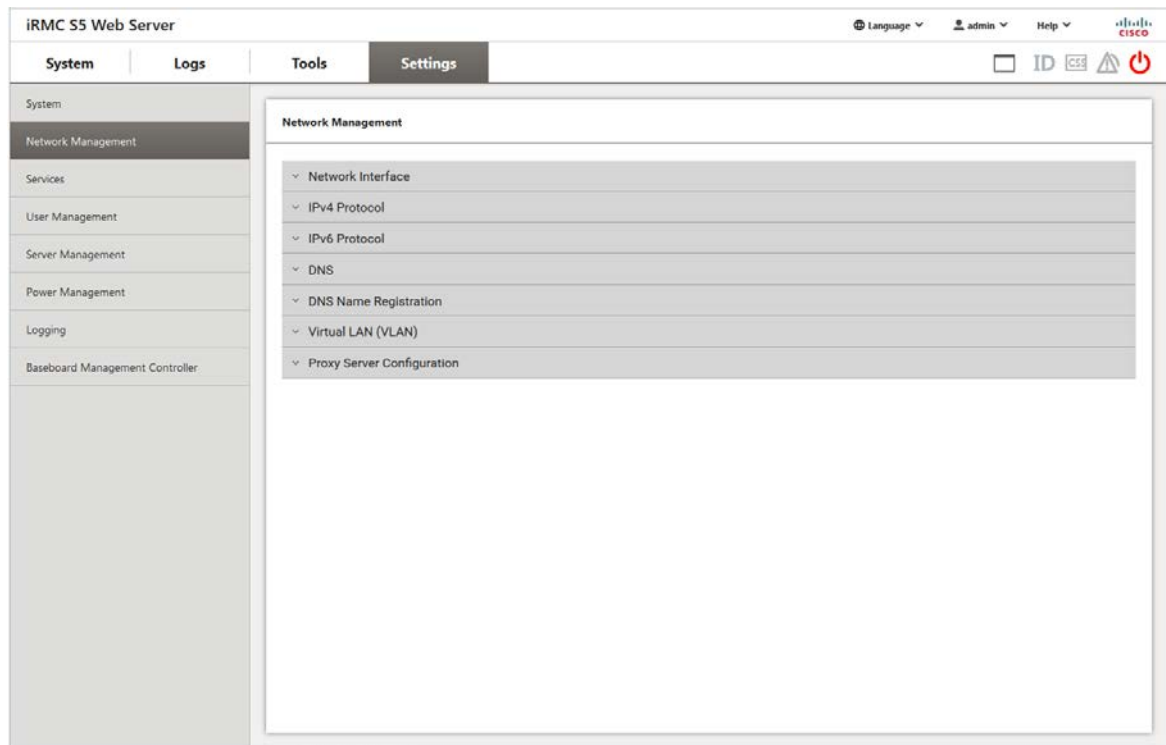 iRMC S5 Web Server
Language admin Help
CISCO
System Logs Tools Settings
ID CSS
System
Network Management
Services
User Management
Server Management
Power Management
Logging
Baseboard Management Controller
Network Management
Network Interface
IPv4 Protocol
IPv6 Protocol
DNS
DNS Name Registration
Virtual LAN (VLAN)
Proxy Server Configuration